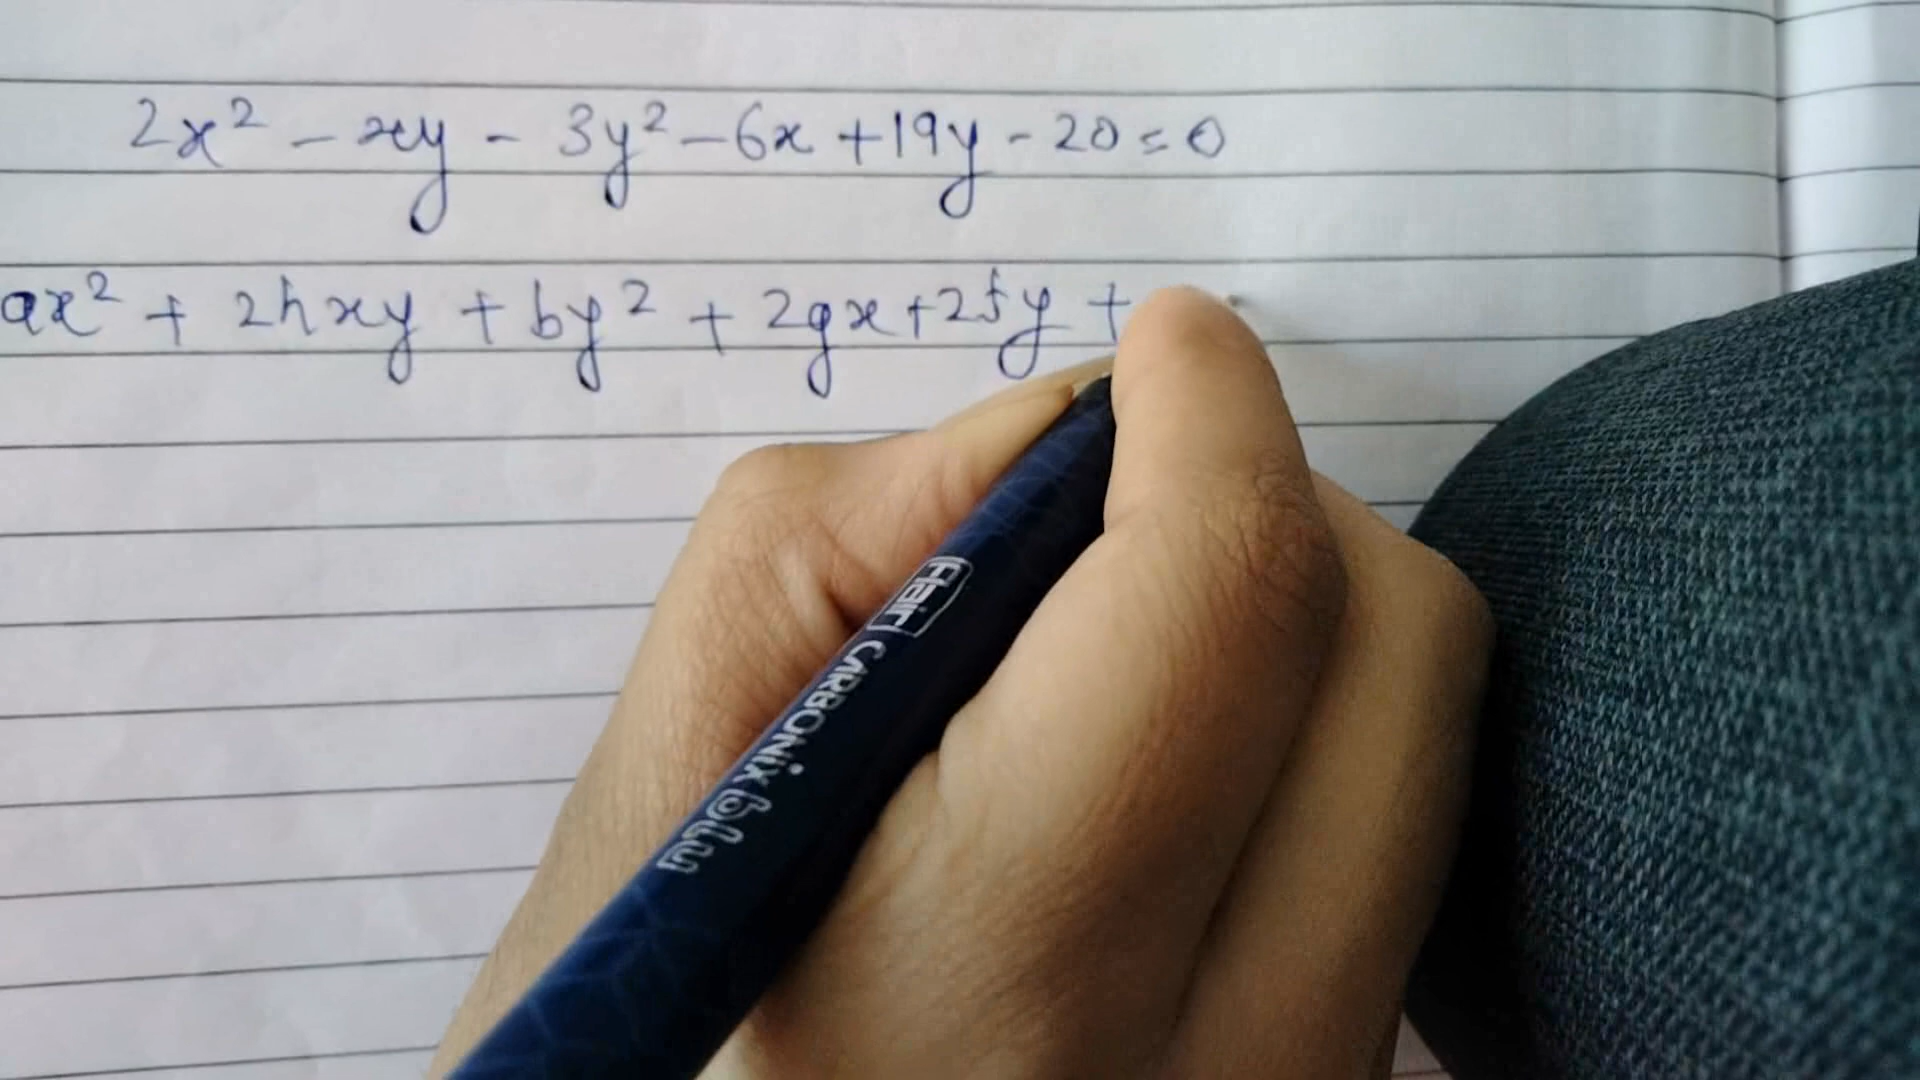 2x² - xy - 3y² - 6x + 19y - 20 = 0
ax² + 2hxy + by² + 2gx + 2fy +
Flair CARBONix blu